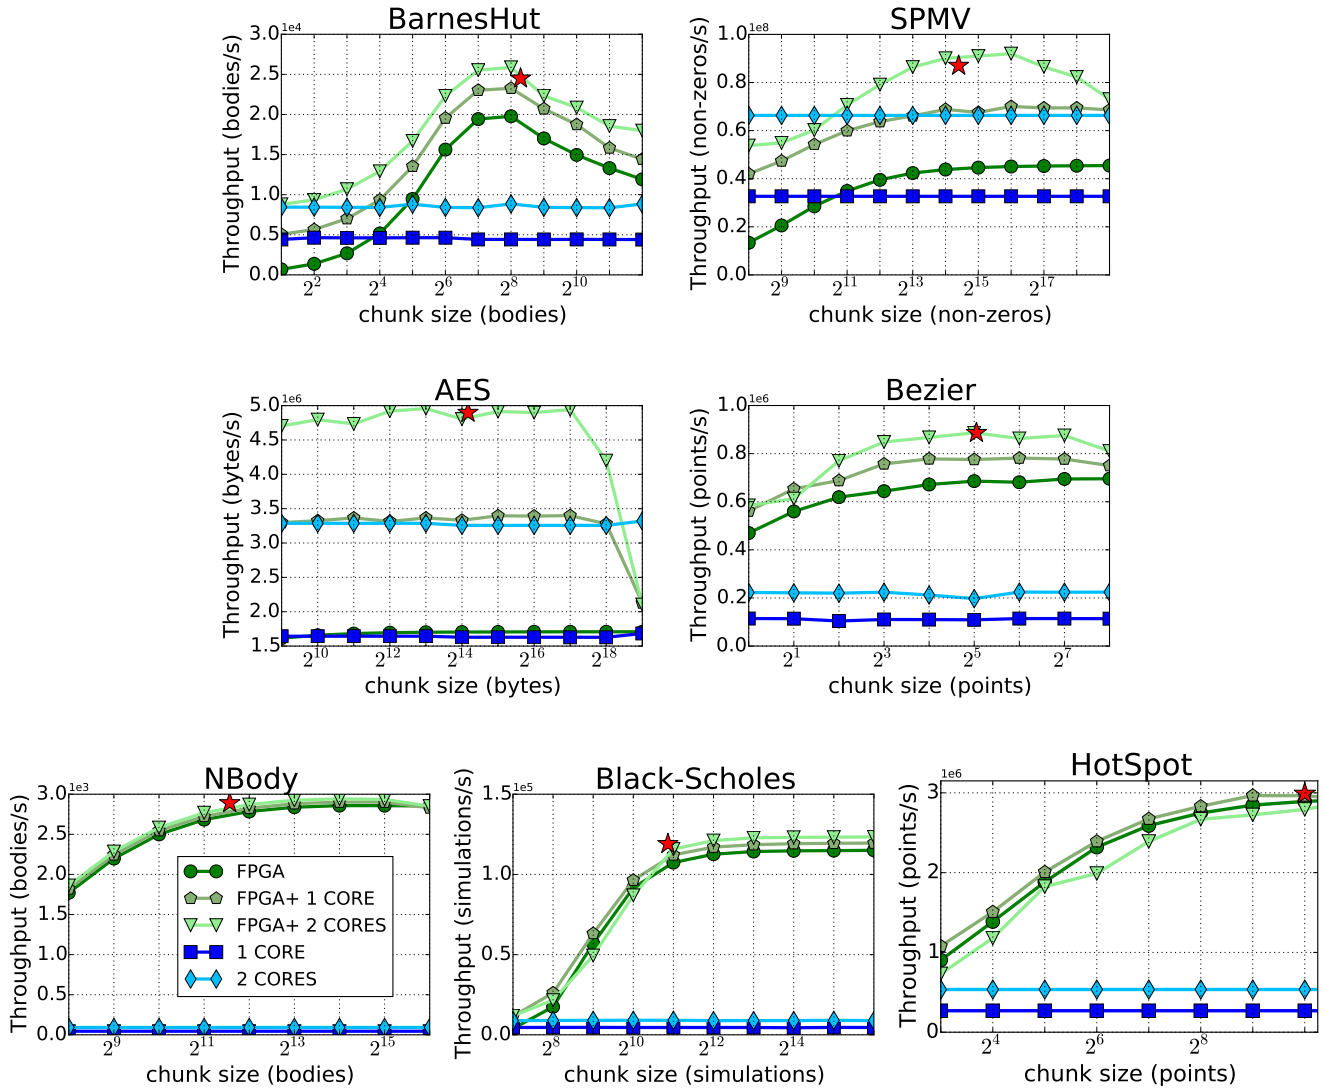 BarnesHut
1e4
Throughput (bodies/s)
3.0
2.5
2.0
1.5
1.0
0.5
0.0
2^2 2^4 2^6 2^8 2^10
chunk size (bodies)
SPMV
1e8
Throughput (non-zeros/s)
1.0
0.8
0.6
0.4
0.2
0.0
2^9 2^11 2^13 2^15 2^17
chunk size (non-zeros)
AES
1e6
Throughput (bytes/s)
5.0
4.5
4.0
3.5
3.0
2.5
2.0
1.5
2^10 2^12 2^14 2^16 2^18
chunk size (bytes)
Bezier
1e6
Throughput (points/s)
1.0
0.8
0.6
0.4
0.2
0.0
2^1 2^3 2^5 2^7
chunk size (points)
NBody
1e3
Throughput (bodies/s)
3.0
2.5
2.0
1.5
1.0
0.5
0.0
FPGA
FPGA+ 1 CORE
FPGA+ 2 CORES
1 CORE
2 CORES
2^9 2^11 2^13 2^15
chunk size (bodies)
Black-Scholes
1e5
Throughput (simulations/s)
1.5
1.0
0.5
0.0
2^8 2^10 2^12 2^14
chunk size (simulations)
HotSpot
1e6
Throughput (points/s)
3
2
1
0
2^4 2^6 2^8
chunk size (points)